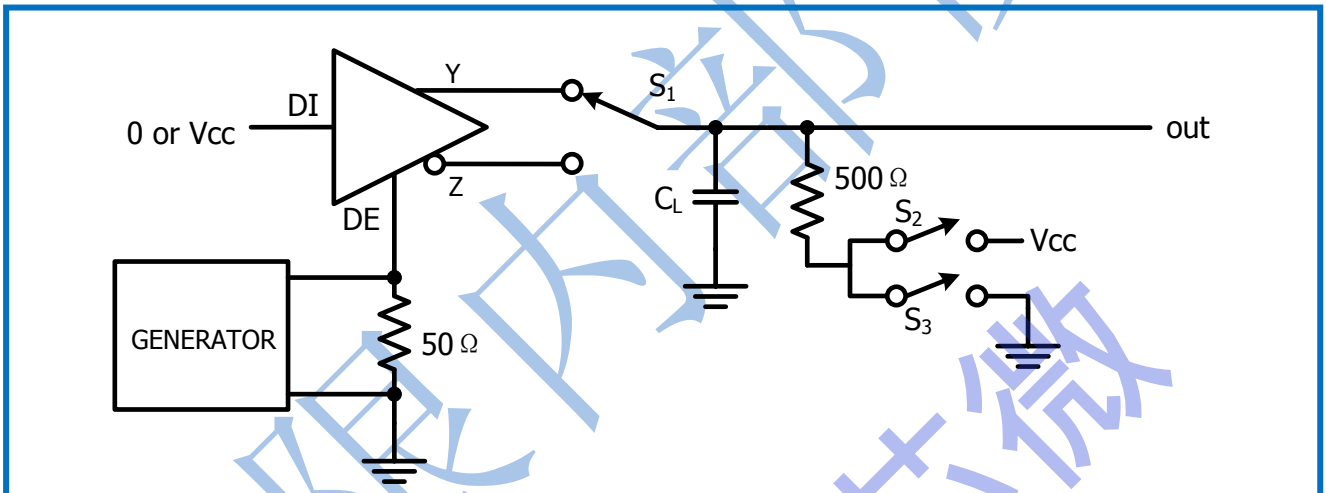 Y
S1
DI
0 or Vcc
out
Z
500 Ω
CL
DE
S2
Vcc
S3
GENERATOR
50 Ω